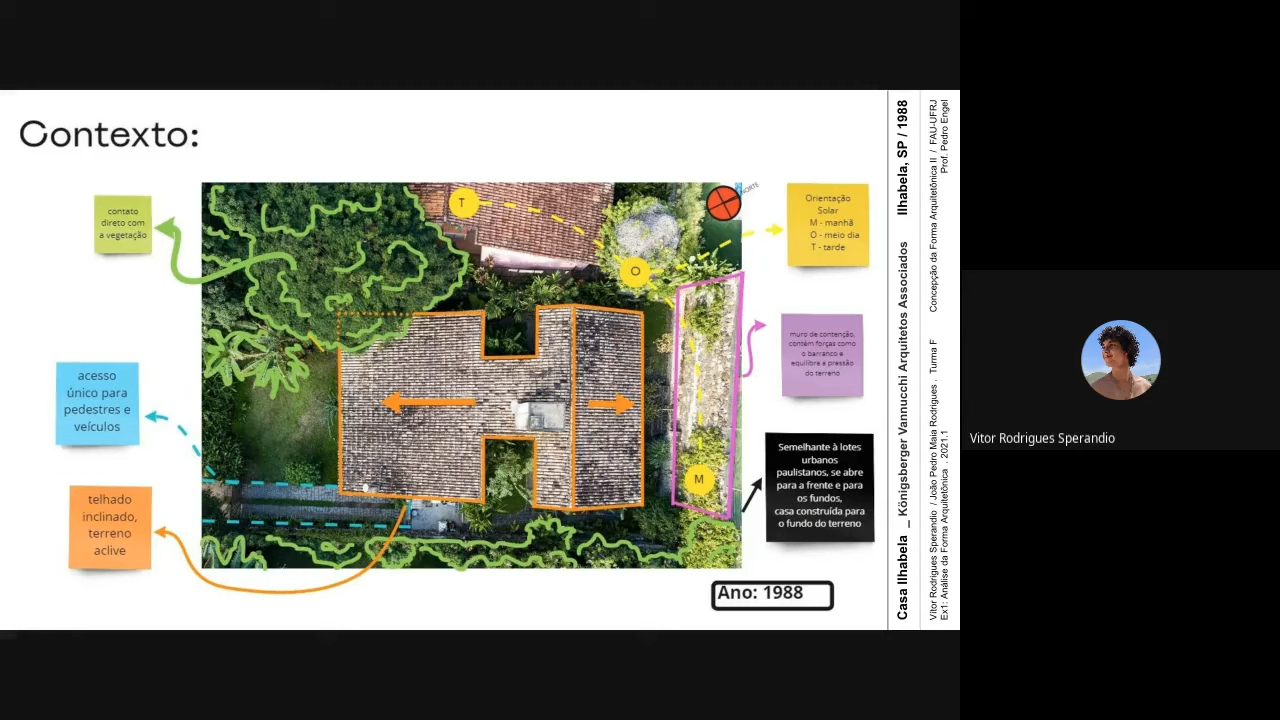 Contexto:
contato
direto com
a vegetação
acesso
único para
pedestres e
veículos
telhado
inclinado,
terreno
aclive
T
O
M
NORTE
Orientação
Solar
M - manhã
O - meio dia
T - tarde
muro de contenção,
contém forças como
o barranco e
equilibra a pressão
do terreno
Semelhante à lotes
urbanos
paulistanos, se abre
para a frente e para
os fundos,
casa construída para
o fundo do terreno
Ano: 1988
Casa Ilhabela _ Königsberger Vannucchi Arquitetos Associados Ilhabela, SP / 1988
Vitor Rodrigues Sperandio / João Pedro Maia Rodrigues . Turma F Concepção da Forma Arquitetônica II / FAU-UFRJ
Ex1: Análise da Forma Arquitetônica . 2021.1 Prof. Pedro Engel
Vitor Rodrigues Sperandio